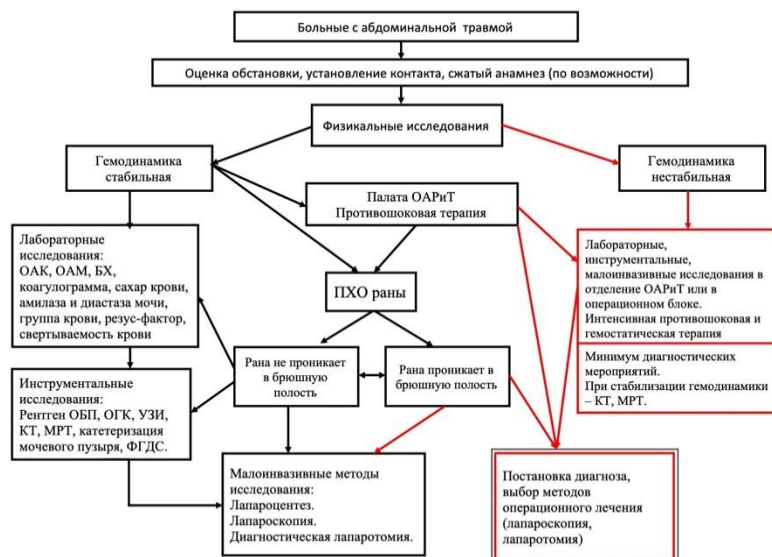 Больные с абдоминальной травмой
Оценка обстановки, установление контакта, сжатый анамнез (по возможности)
Физикальные исследования
Гемодинамика
стабильная
Гемодинамика
нестабильная
Палата ОАРиТ
Противошоковая терапия
Лабораторные
исследования:
ОАК, ОАМ, БХ,
коагулограмма, сахар крови,
амилаза и диастаза мочи,
группа крови, резус-фактор,
свертываемость крови
Лабораторные,
инструментальные,
малоинвазивные исследования в
отделение ОАРиТ или в
операционном блоке.
Интенсивная противошоковая и
гемостатическая терапия
ПХО раны
Рана не проникает
в брюшную
полость
Рана проникает в
брюшную полость
Минимум диагностических
мероприятий.
При стабилизации гемодинамики
– КТ, МРТ.
Инструментальные
исследования:
Рентген ОБП, ОГК, УЗИ,
КТ, МРТ, катетеризация
мочевого пузыря, ФГДС.
Малоинвазивные методы
исследования:
Лапароцентез.
Лапароскопия.
Диагностическая лапаротомия.
Постановка диагноза,
выбор методов
операционного лечения
(лапароскопия,
лапаротомия)